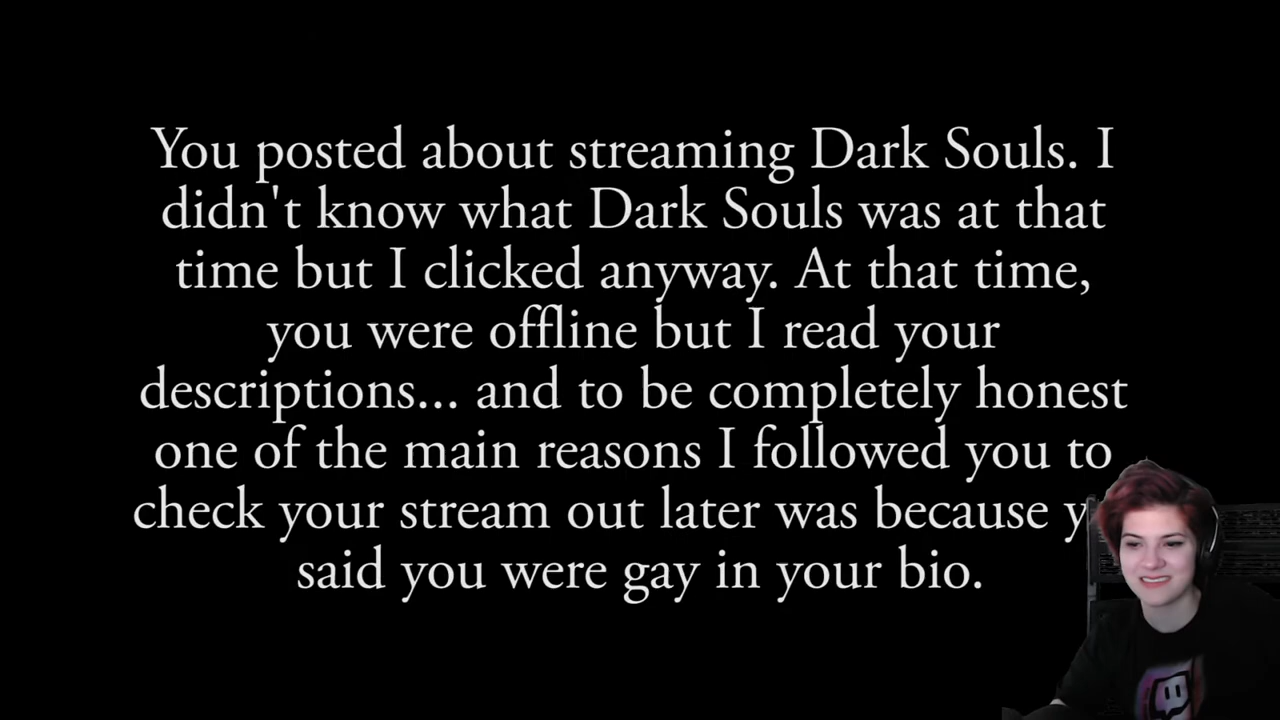 You posted about streaming Dark Souls. I
didn't know what Dark Souls was at that
time but I clicked anyway. At that time,
you were offline but I read your
descriptions... and to be completely honest
one of the main reasons I followed you to
check your stream out later was because y
said you were gay in your bio.